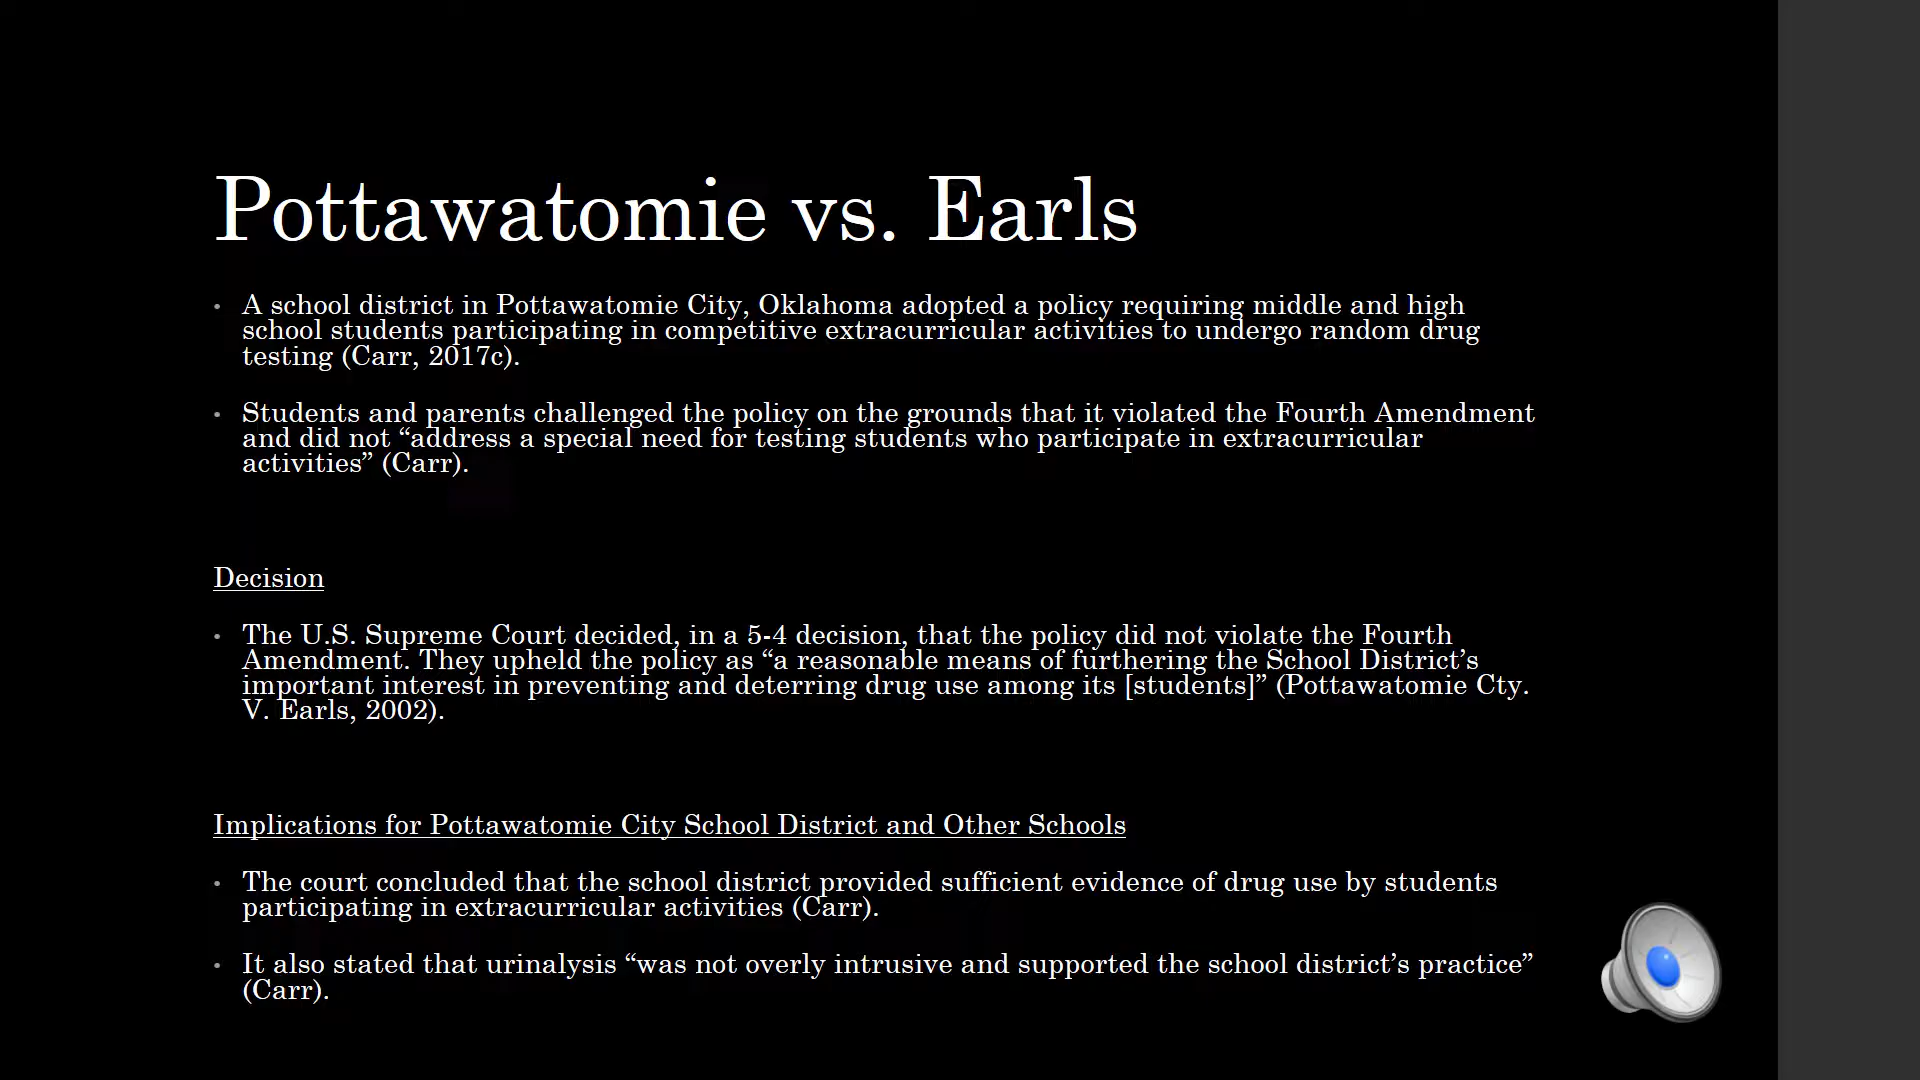 Pottawatomie vs. Earls
• A school district in Pottawatomie City, Oklahoma adopted a policy requiring middle and high
school students participating in competitive extracurricular activities to undergo random drug
testing (Carr, 2017c).
• Students and parents challenged the policy on the grounds that it violated the Fourth Amendment
and did not “address a special need for testing students who participate in extracurricular
activities” (Carr).
Decision
• The U.S. Supreme Court decided, in a 5-4 decision, that the policy did not violate the Fourth
Amendment. They upheld the policy as “a reasonable means of furthering the School District’s
important interest in preventing and deterring drug use among its [students]” (Pottawatomie Cty.
V. Earls, 2002).
Implications for Pottawatomie City School District and Other Schools
• The court concluded that the school district provided sufficient evidence of drug use by students
participating in extracurricular activities (Carr).
• It also stated that urinalysis “was not overly intrusive and supported the school district’s practice”
(Carr).